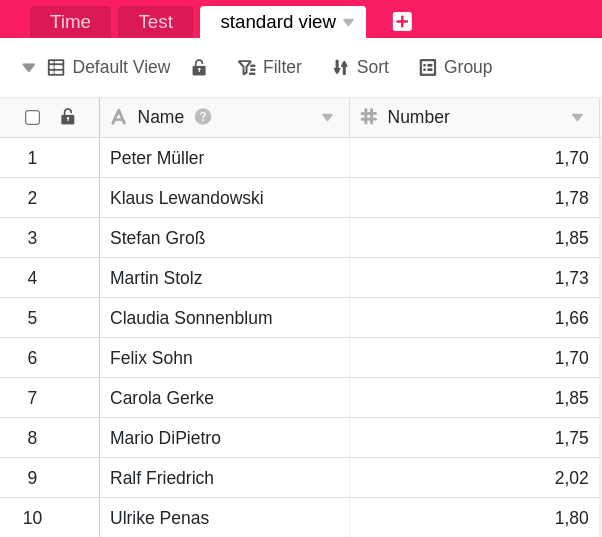 Time Test standard view
Default View Filter Sort Group
Name ? Number
1 Peter Müller 1,70
2 Klaus Lewandowski 1,78
3 Stefan Groß 1,85
4 Martin Stolz 1,73
5 Claudia Sonnenblum 1,66
6 Felix Sohn 1,70
7 Carola Gerke 1,85
8 Mario DiPietro 1,75
9 Ralf Friedrich 2,02
10 Ulrike Penas 1,80